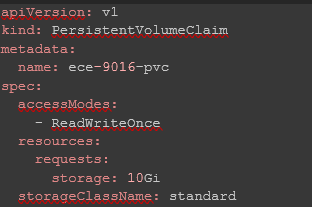 apiVersion: v1
kind: PersistentVolumeClaim
metadata:
  name: ece-9016-pvc
spec:
  accessModes:
    - ReadWriteOnce
  resources:
    requests:
      storage: 10Gi
  storageClassName: standard